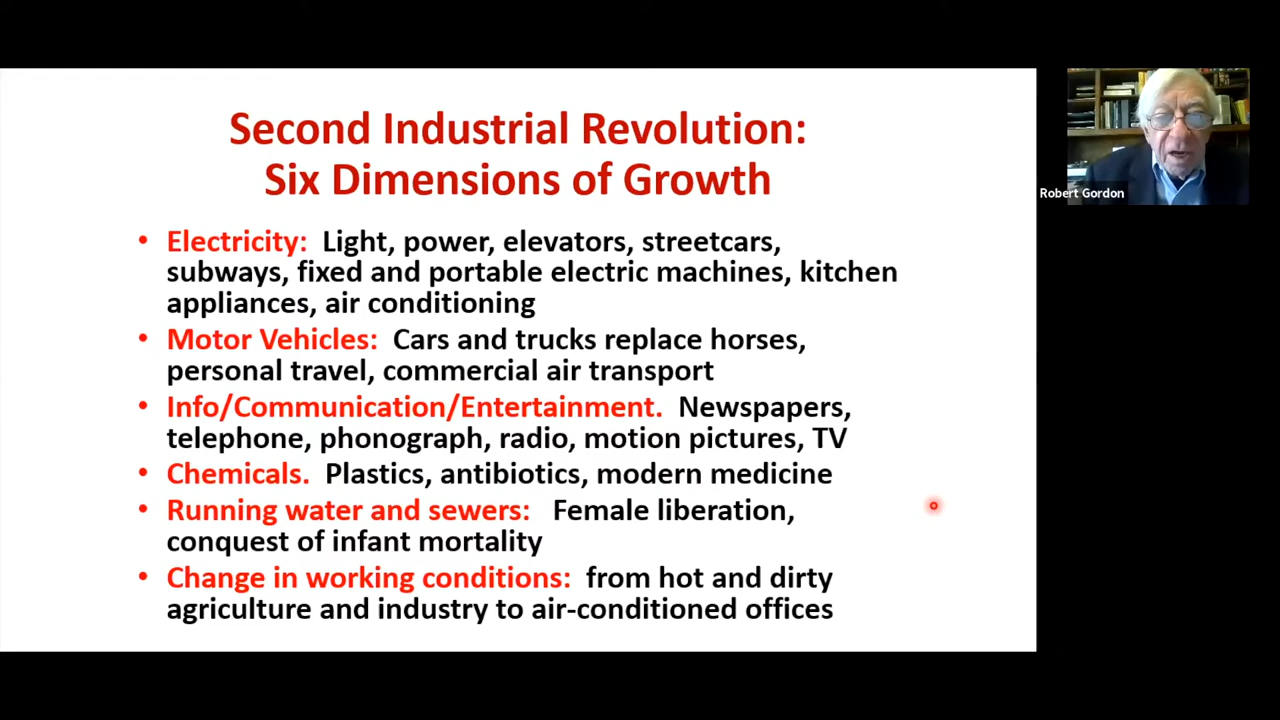 Second Industrial Revolution:
Six Dimensions of Growth
• Electricity: Light, power, elevators, streetcars,
subways, fixed and portable electric machines, kitchen
appliances, air conditioning
• Motor Vehicles: Cars and trucks replace horses,
personal travel, commercial air transport
• Info/Communication/Entertainment. Newspapers,
telephone, phonograph, radio, motion pictures, TV
• Chemicals. Plastics, antibiotics, modern medicine
• Running water and sewers: Female liberation,
conquest of infant mortality
• Change in working conditions: from hot and dirty
agriculture and industry to air-conditioned offices
Robert Gordon